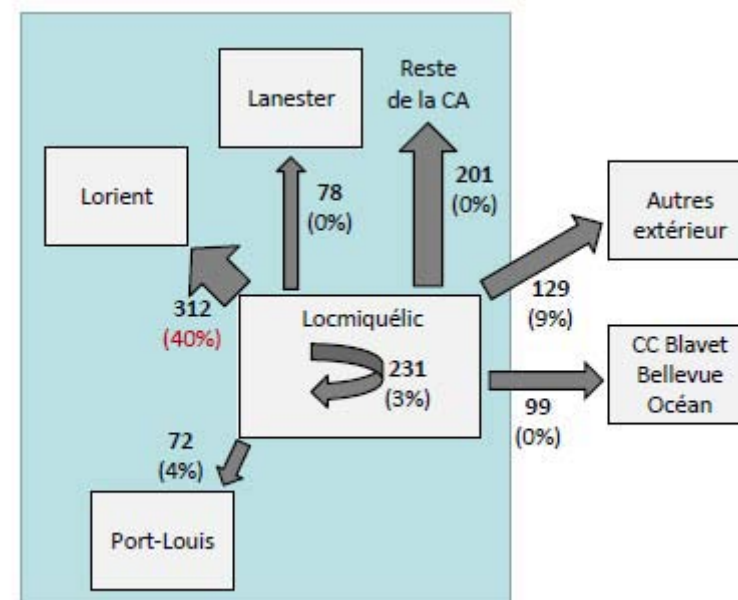 Lanester
Reste
de la CA
Lorient
78
(0%)
201
(0%)
Autres
extérieur
312
(40%)
Locmiquélic
231
(3%)
129
(9%)
CC Blavet
Bellevue
Océan
99
(0%)
72
(4%)
Port-Louis